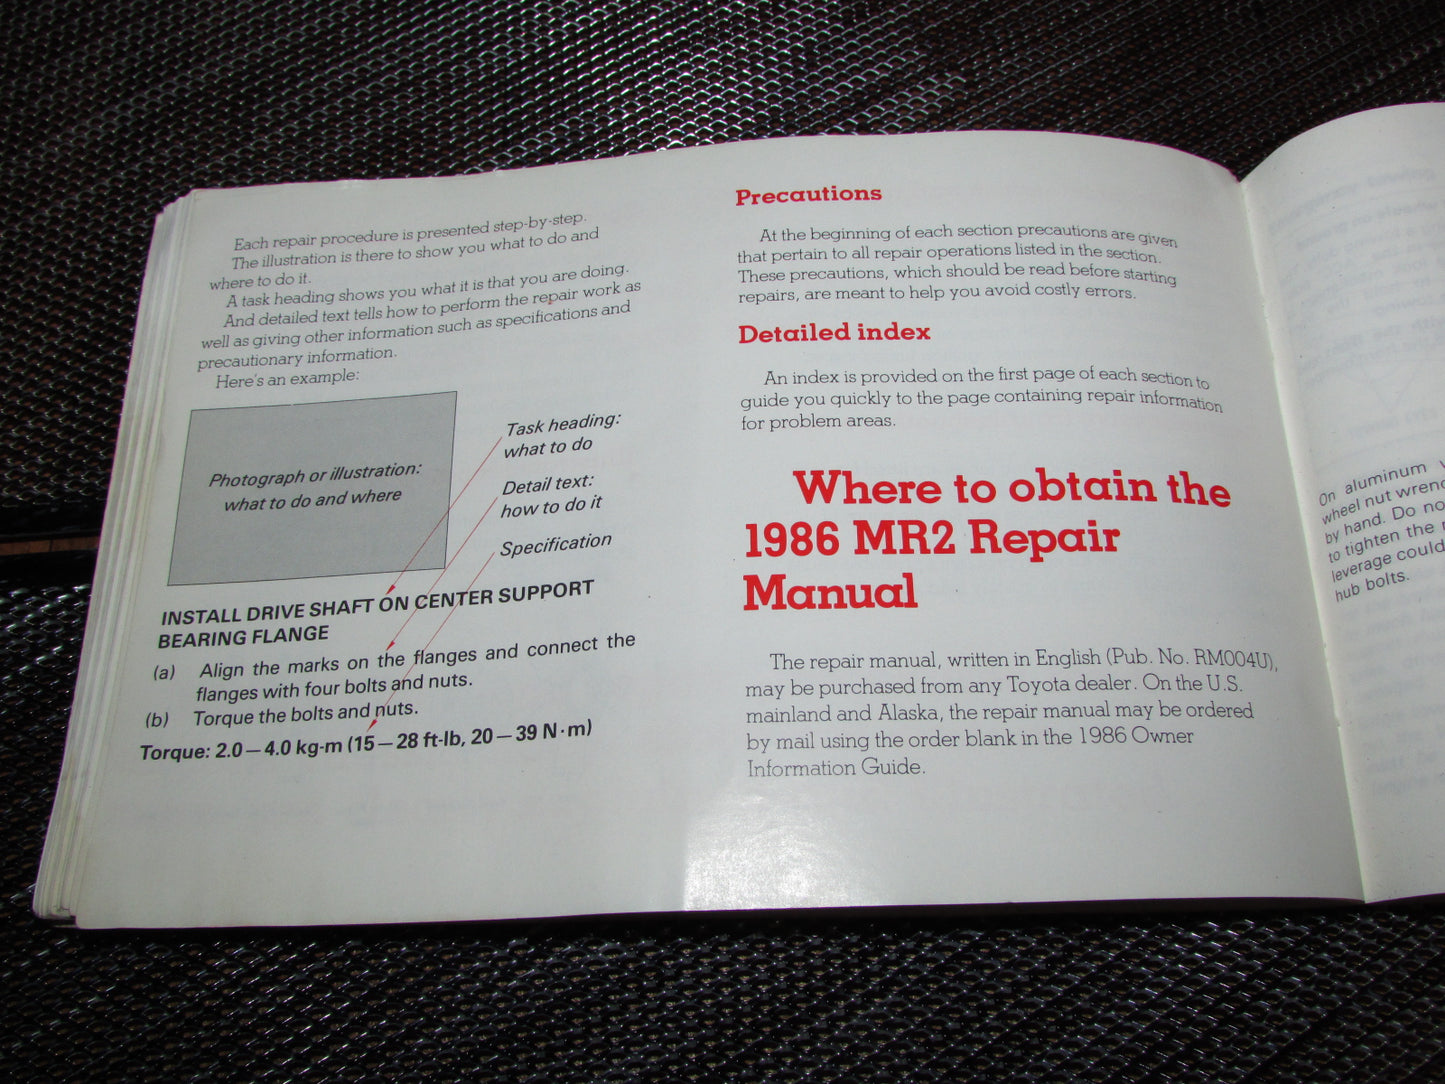 Each repair procedure is presented step-by-step.
The illustration is there to show you what to do and
where to do it.
A task heading shows you what it is that you are doing.
And detailed text tells how to perform the repair work as
well as giving other information such as specifications and
precautionary information.
Here's an example:
Photograph or illustration:
what to do and where
Task heading:
what to do
Detail text:
how to do it
Specification
INSTALL DRIVE SHAFT ON CENTER SUPPORT
BEARING FLANGE
(a) Align the marks on the flanges and connect the
flanges with four bolts and nuts.
(b) Torque the bolts and nuts.
Torque: 2.0 — 4.0 kg-m (15 — 28 ft-lb, 20 — 39 N·m)
Precautions
At the beginning of each section precautions are given
that pertain to all repair operations listed in the section.
These precautions, which should be read before starting
repairs, are meant to help you avoid costly errors.
Detailed index
An index is provided on the first page of each section to
guide you quickly to the page containing repair information
for problem areas.
Where to obtain the
1986 MR2 Repair
Manual
The repair manual, written in English (Pub. No. RM004U),
may be purchased from any Toyota dealer. On the U.S.
mainland and Alaska, the repair manual may be ordered
by mail using the order blank in the 1986 Owner
Information Guide.
On aluminum
wheel nut
by hand. Do
to tighten the
leverage could
hub bolts.